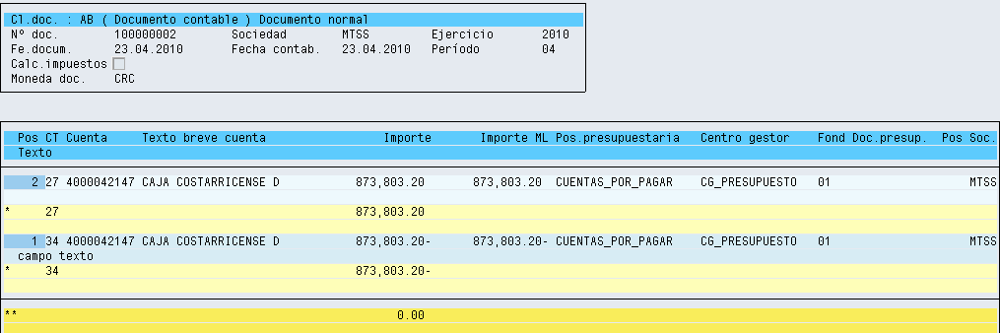 Cl.doc. : AB ( Documento contable ) Documento normal
Nº doc. 100000002 Sociedad MTSS Ejercicio 2010
Fe.docum. 23.04.2010 Fecha contab. 23.04.2010 Período 04
Calc.impuestos
Moneda doc. CRC
Pos CT Cuenta Texto breve cuenta Importe Importe ML Pos.presupuestaria Centro gestor Fond Doc.presup. Pos Soc.
Texto
2 27 4000042147 CAJA COSTARRICENSE D 873,803.20 873,803.20 CUENTAS_POR_PAGAR CG_PRESUPUESTO 01 MTSS
* 27 873,803.20
1 34 4000042147 CAJA COSTARRICENSE D 873,803.20- 873,803.20- CUENTAS_POR_PAGAR CG_PRESUPUESTO 01 MTSS
campo texto
* 34 873,803.20-
** 0.00